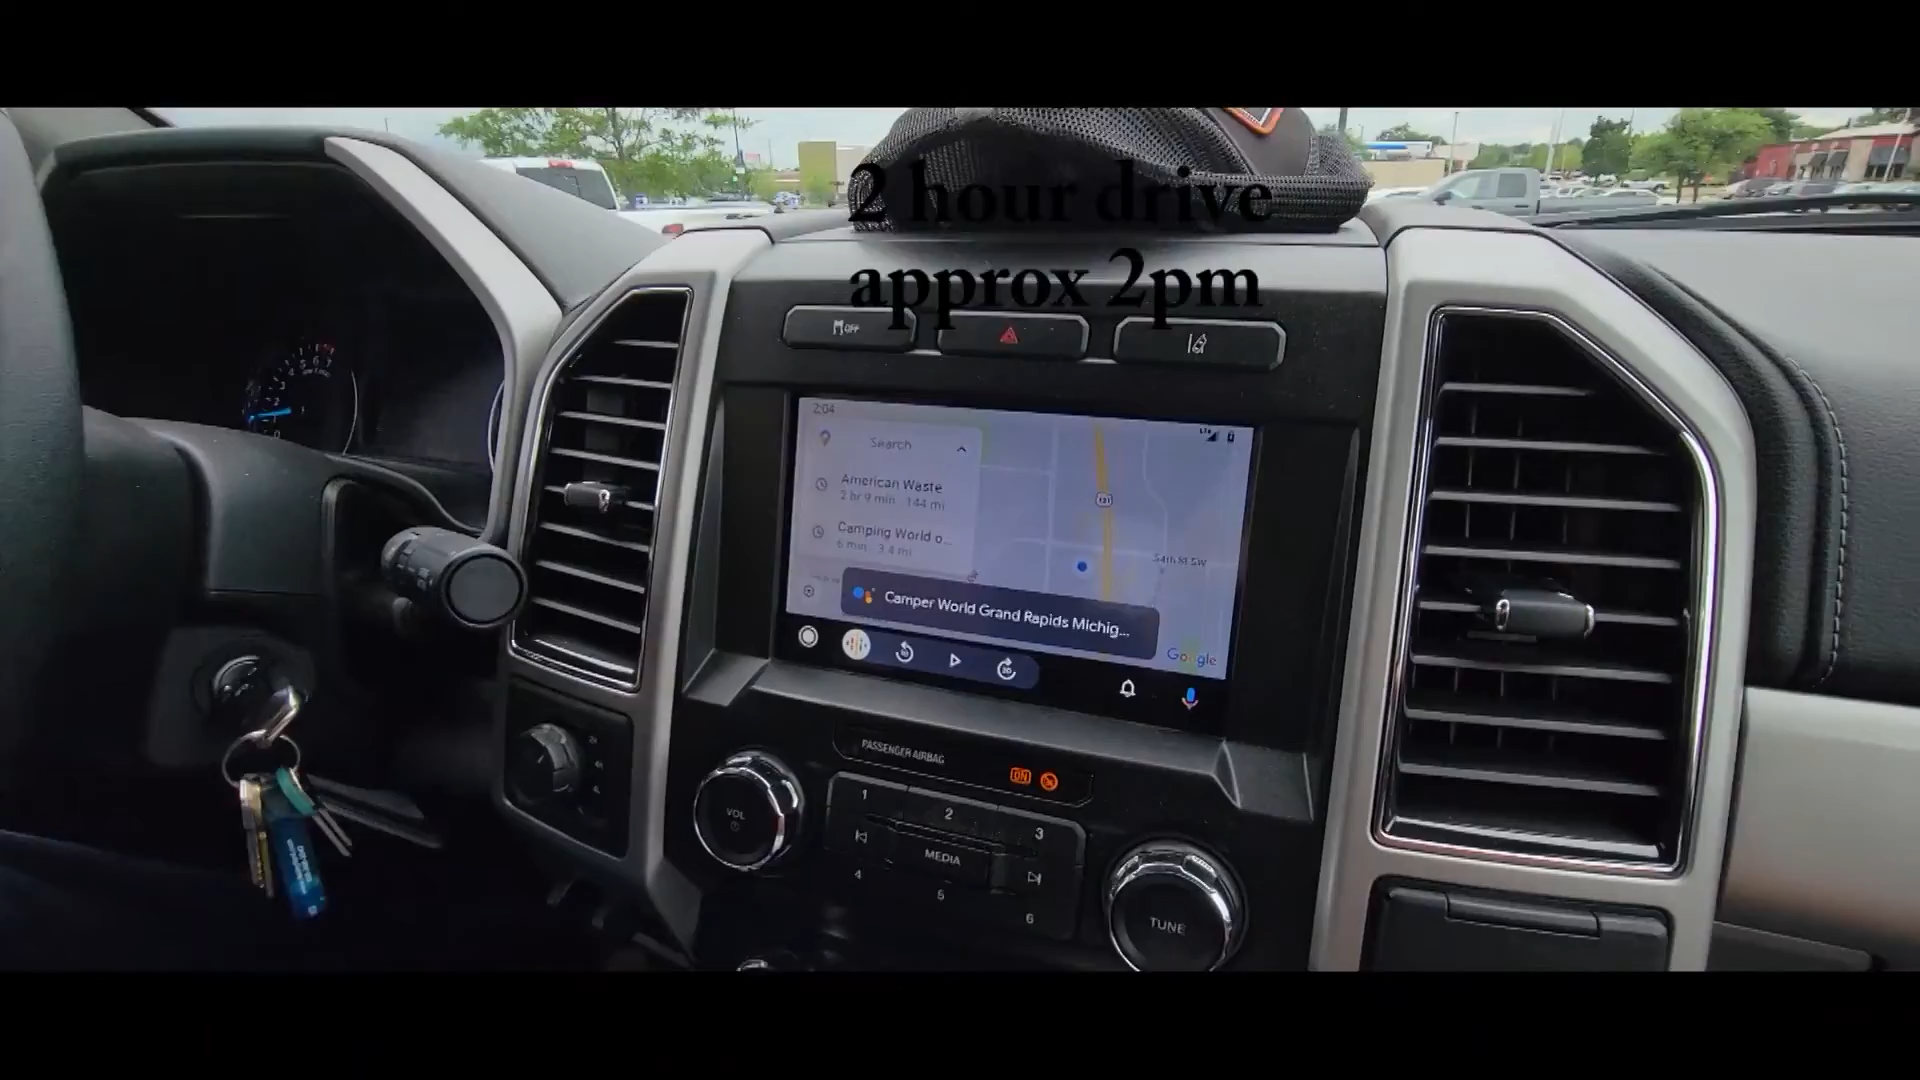 2 hour drive
approx 2pm
OFF
2:04
Search
American Waste
2 hr 9 min · 144 mi
Camping World o...
6 min · 3.4 mi
131
54th St SW
Camper World Grand Rapids Michig...
Google
PASSENGER AIRBAG
ON
VOL
1
2
3
MEDIA
4
5
6
TUNE